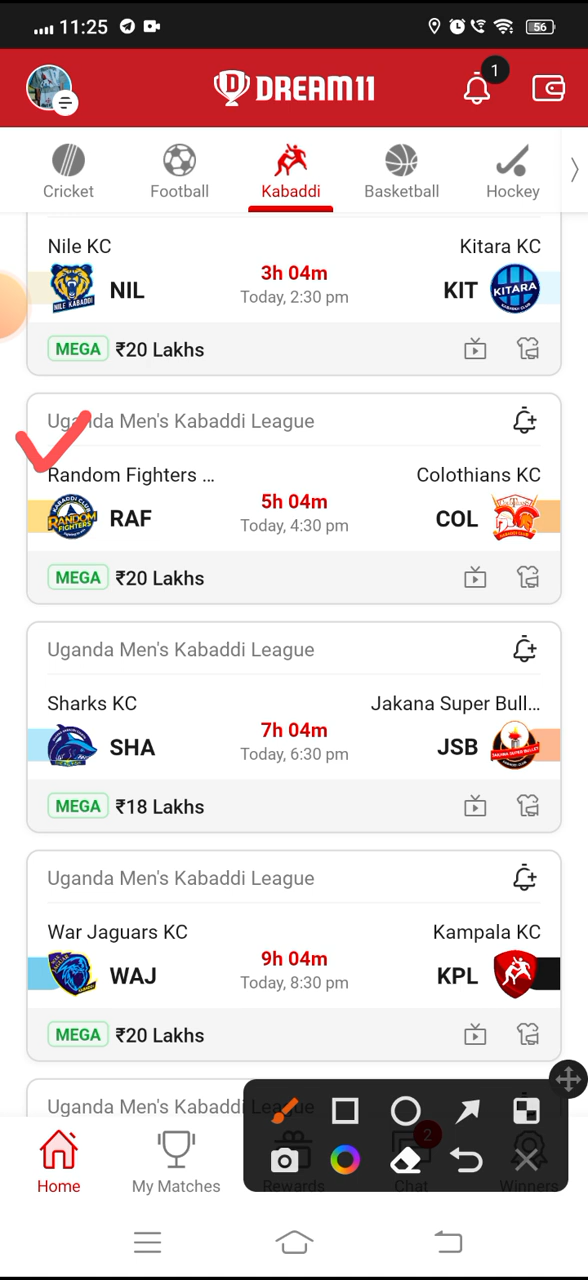 11:25
56
DREAM11
1
Cricket
Football
Kabaddi
Basketball
Hockey
Nile KC
Kitara KC
NILE KABADDI
NIL
3h 04m
Today, 2:30 pm
KIT
KITARA
MEGA ₹20 Lakhs
Uganda Men's Kabaddi League
Random Fighters ...
Colothians KC
RANDOM
FIGHTERS
RAF
5h 04m
Today, 4:30 pm
COL
MEGA ₹20 Lakhs
Uganda Men's Kabaddi League
Sharks KC
Jakana Super Bull...
SHA
7h 04m
Today, 6:30 pm
JSB
MEGA ₹18 Lakhs
Uganda Men's Kabaddi League
War Jaguars KC
Kampala KC
WAJ
9h 04m
Today, 8:30 pm
KPL
MEGA ₹20 Lakhs
Uganda Men's Kabaddi League
2
Home
My Matches
Rewards
Chat
Winners